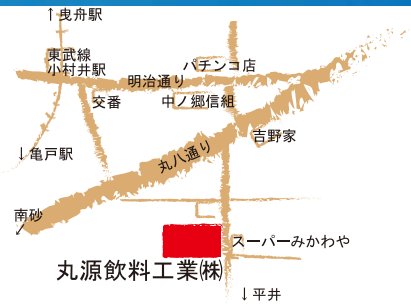 ↑曳舟駅
東武線
小村井駅
パチンコ店
明治通り
交番
中ノ郷信組
吉野家
↓亀戸駅
丸八通り
南砂
↙
スーパーみかわや
丸源飲料工業㈱
↓平井